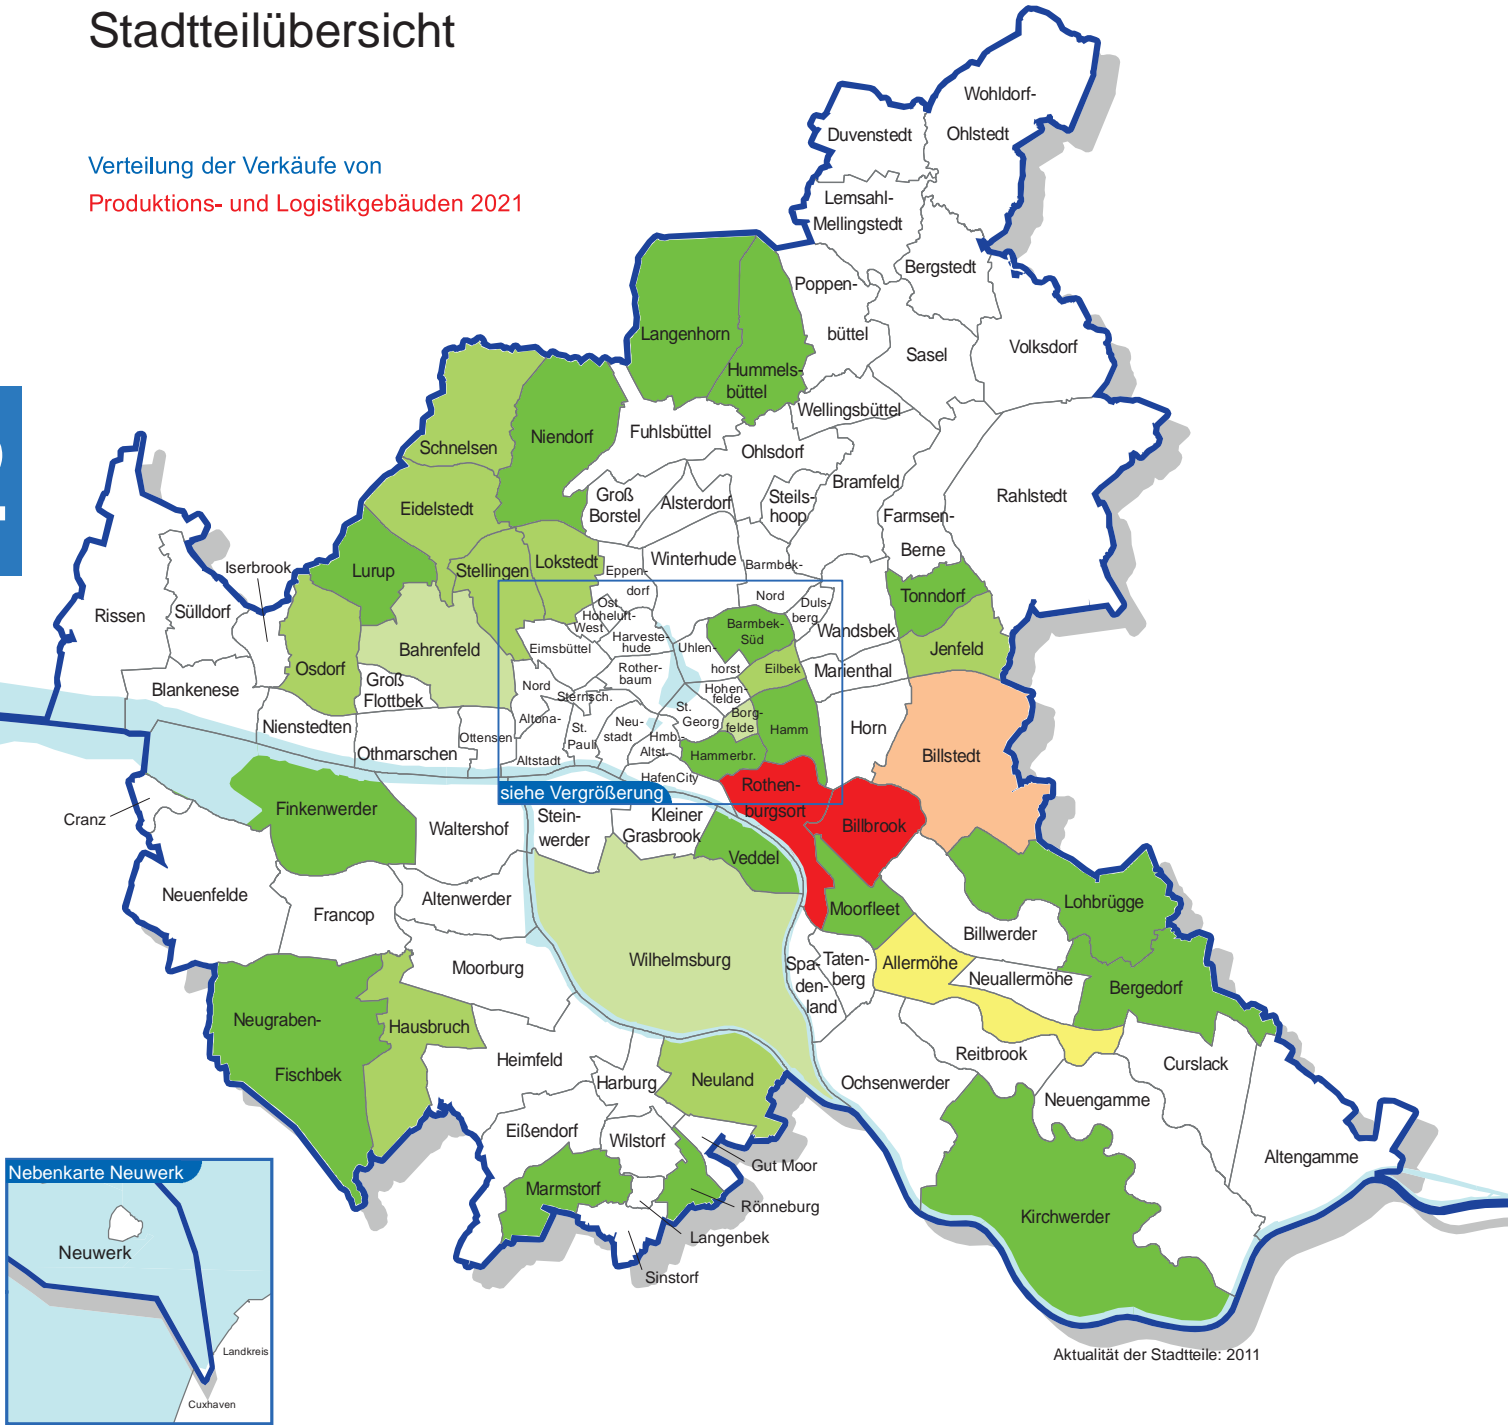 Stadtteilübersicht
Verteilung der Verkäufe von
Produktions- und Logistikgebäuden 2021
Wohldorf-
Ohlstedt
Duvenstedt
Lemsahl-
Mellingstedt
Bergstedt
Poppen-
büttel
Sasel
Volksdorf
Langenhorn
Hummels-
büttel
Wellingsbüttel
Schnelsen
Niendorf
Fuhlsbüttel
Ohlsdorf
Bramfeld
Rahlstedt
Eidelstedt
Groß
Borstel
Alsterdorf
Steils-
hoop
Farmsen-
Berne
Iserbrook
Lurup
Stellingen
Lokstedt
Eppen-
dorf
Winterhude
Barmbek-
Nord
Duls-
berg
Tonndorf
Rissen
Sülldorf
Osdorf
Bahrenfeld
Ost
Hoheluft-
West
Harveste-
hude
Eimsbüttel
Uhlen-
horst
Barmbek-
Süd
Wandsbek
Jenfeld
Marienthal
Eilbek
Blankenese
Groß
Flottbek
Nord
Rother-
baum
Sternsch.
Hohen-
felde
Borg-
felde
St.
Georg
Hamm
Horn
Billstedt
Nienstedten
Othmarschen
Ottensen
Altona-
Altstadt
St.
Pauli
Neu-
stadt
Hmb.-
Altst.
Hammerbr.
HafenCity
siehe Vergrößerung
Rothen-
burgsort
Billbrook
Cranz
Finkenwerder
Waltershof
Stein-
werder
Kleiner
Grasbrook
Veddel
Neuenfelde
Francop
Altenwerder
Moorfleet
Lohbrügge
Billwerder
Moorburg
Wilhelmsburg
Spa-
den-
land
Taten-
berg
Allermöhe
Neuallermöhe
Bergedorf
Neugraben-
Fischbek
Hausbruch
Heimfeld
Harburg
Neuland
Ochsenwerder
Reitbrook
Curslack
Neuengamme
Eißendorf
Wilstorf
Gut Moor
Altengamme
Marmstorf
Rönneburg
Langenbek
Sinstorf
Kirchwerder
Nebenkarte Neuwerk
Neuwerk
Landkreis
Cuxhaven
Aktualität der Stadtteile: 2011